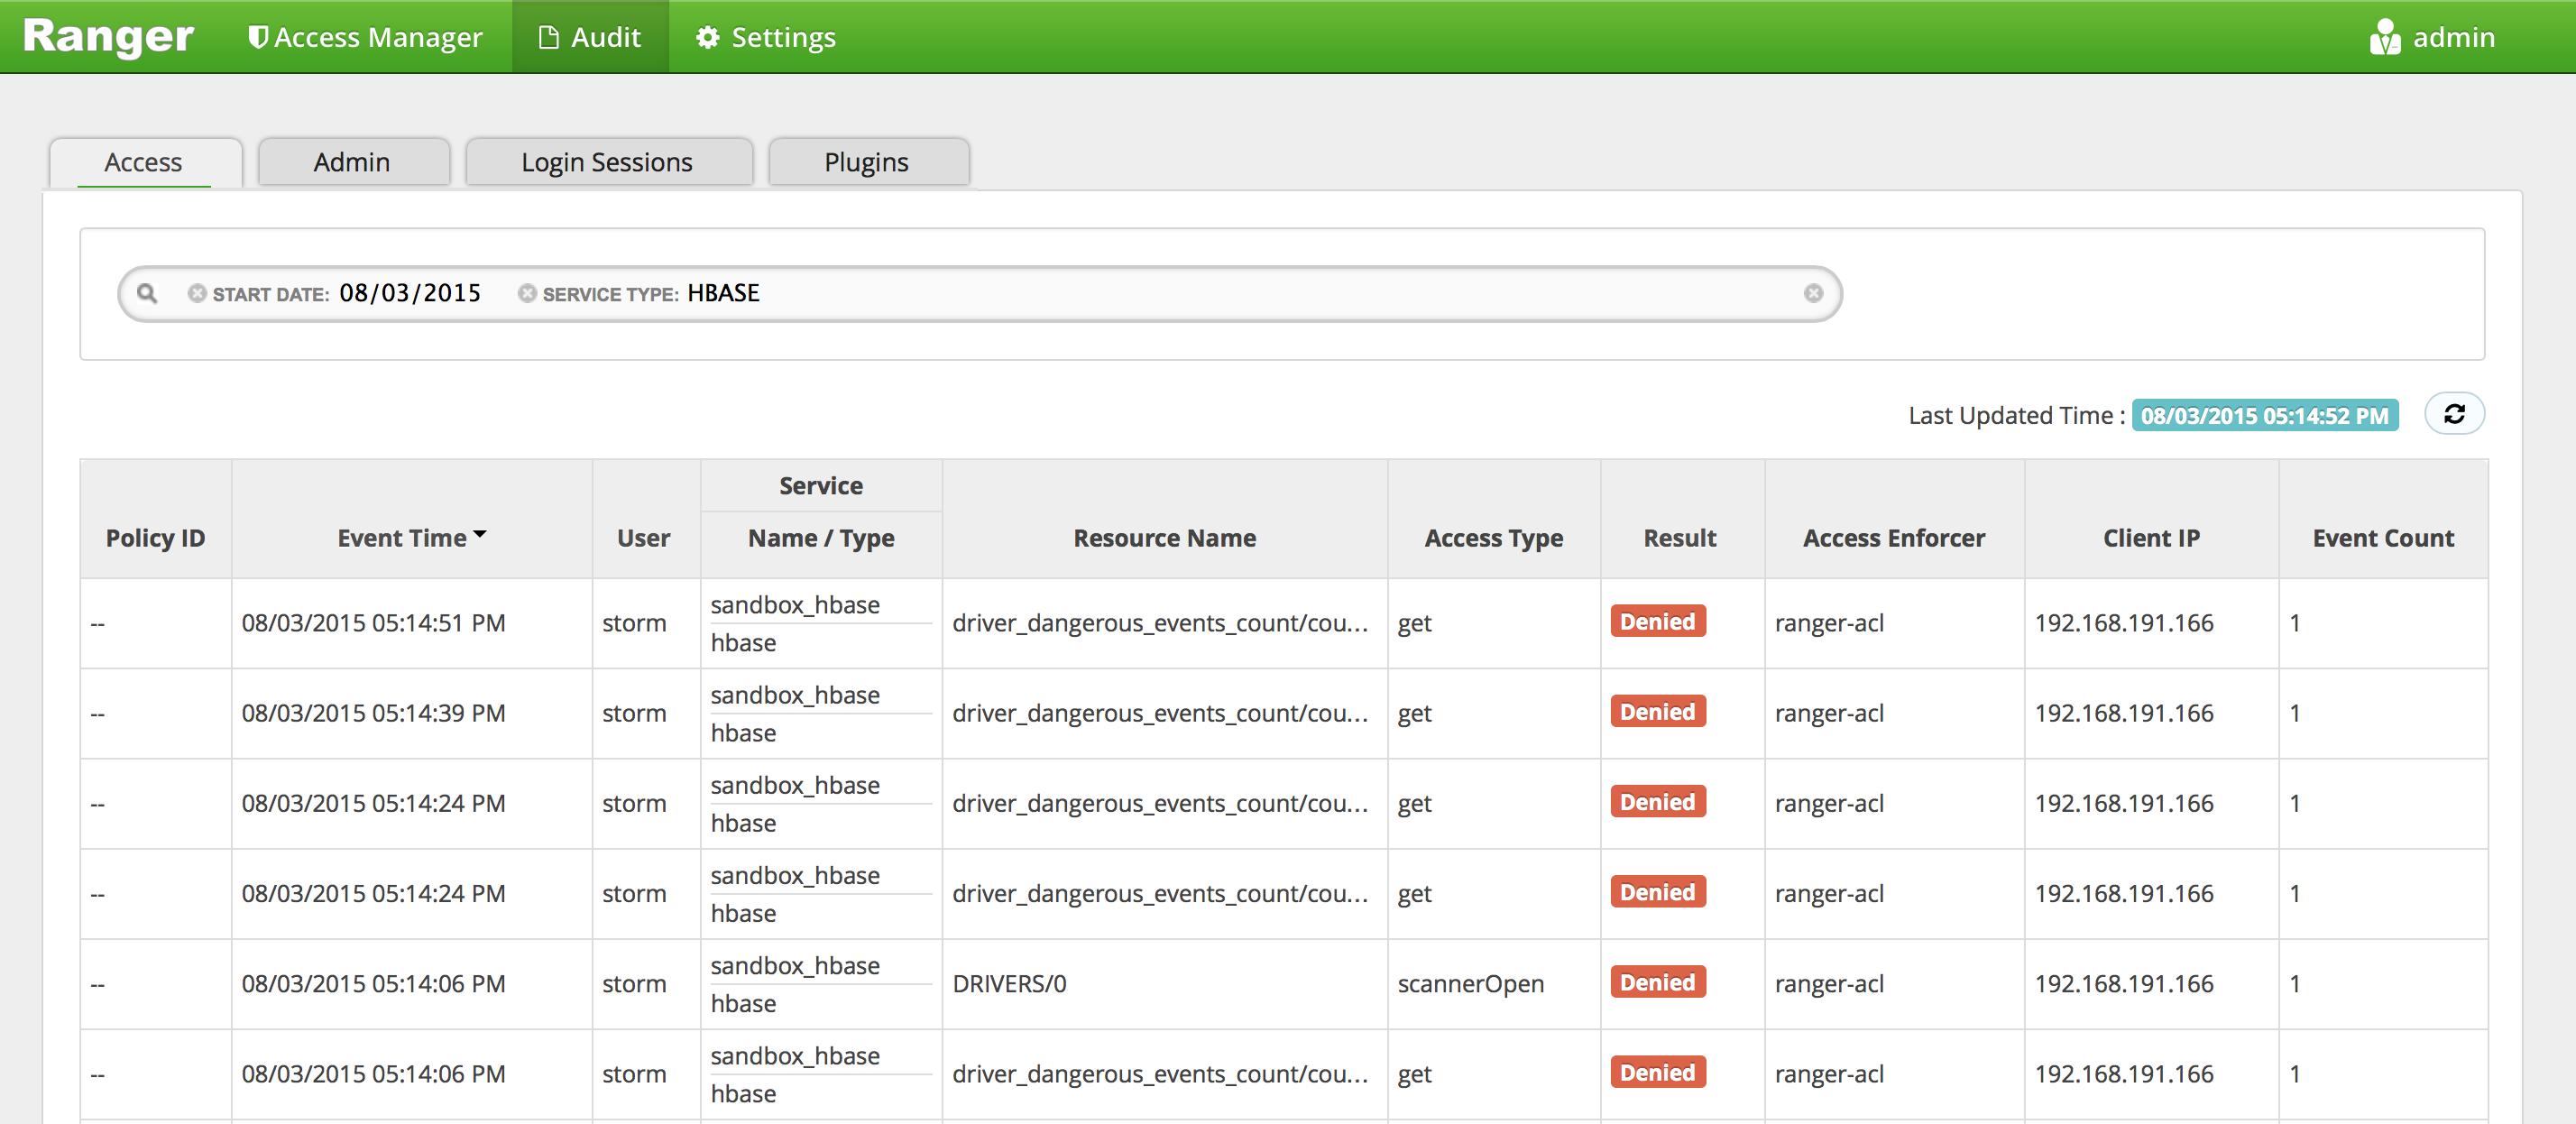 Ranger Access Manager Audit Settings admin
Access Admin Login Sessions Plugins
START DATE: 08/03/2015 SERVICE TYPE: HBASE
Last Updated Time : 08/03/2015 05:14:52 PM
Service
Policy ID Event Time User Name / Type Resource Name Access Type Result Access Enforcer Client IP Event Count
sandbox_hbase
-- 08/03/2015 05:14:51 PM storm driver_dangerous_events_count/cou... get Denied ranger-acl 192.168.191.166 1
hbase
sandbox_hbase
-- 08/03/2015 05:14:39 PM storm driver_dangerous_events_count/cou... get Denied ranger-acl 192.168.191.166 1
hbase
sandbox_hbase
-- 08/03/2015 05:14:24 PM storm driver_dangerous_events_count/cou... get Denied ranger-acl 192.168.191.166 1
hbase
sandbox_hbase
-- 08/03/2015 05:14:24 PM storm driver_dangerous_events_count/cou... get Denied ranger-acl 192.168.191.166 1
hbase
sandbox_hbase
-- 08/03/2015 05:14:06 PM storm DRIVERS/0 scannerOpen Denied ranger-acl 192.168.191.166 1
hbase
sandbox_hbase
-- 08/03/2015 05:14:06 PM storm driver_dangerous_events_count/cou... get Denied ranger-acl 192.168.191.166 1
hbase